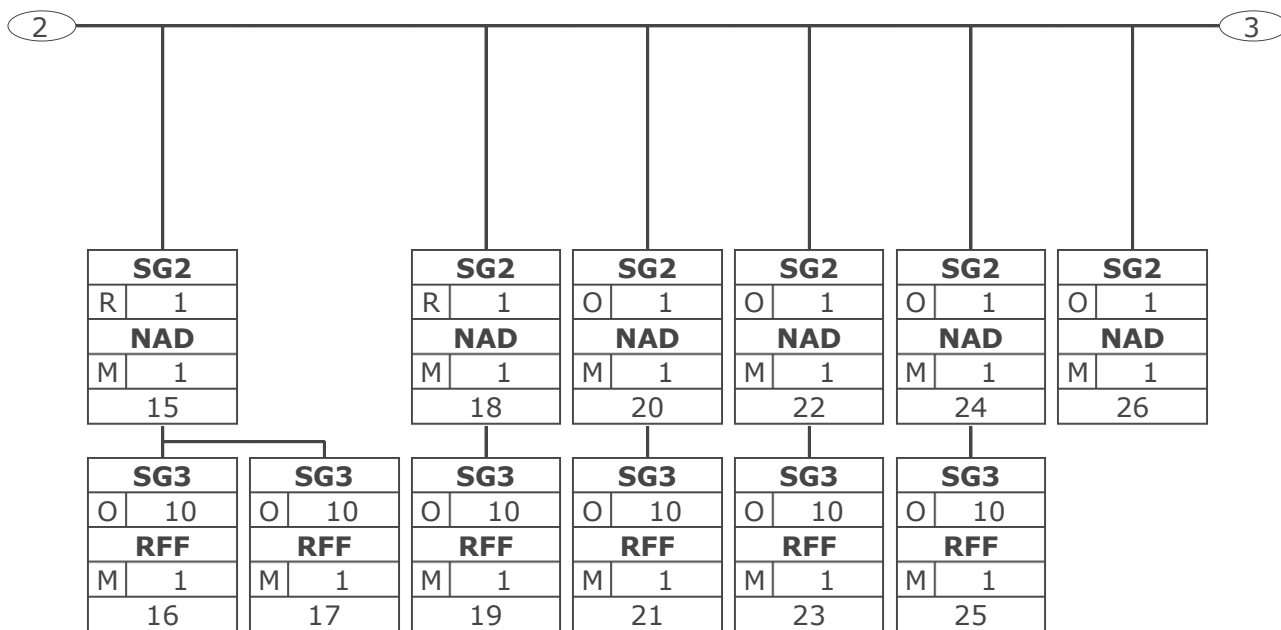 2 3
SG2 SG2 SG2 SG2 SG2 SG2
R 1 R 1 O 1 O 1 O 1 O 1
NAD NAD NAD NAD NAD NAD
M 1 M 1 M 1 M 1 M 1 M 1
15 18 20 22 24 26
SG3 SG3 SG3 SG3 SG3 SG3
O 10 O 10 O 10 O 10 O 10 O 10
RFF RFF RFF RFF RFF RFF
M 1 M 1 M 1 M 1 M 1 M 1
16 17 19 21 23 25